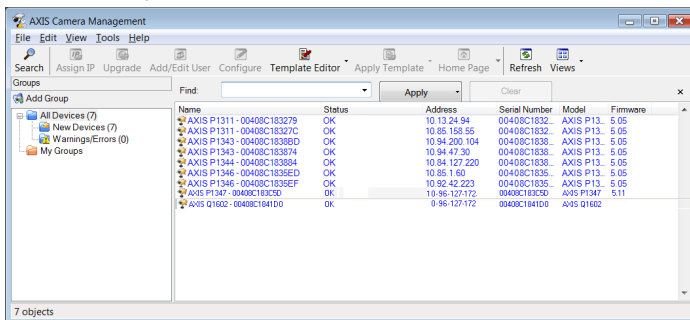 AXIS Camera Management
File Edit View Tools Help
Search Assign IP Upgrade Add/Edit User Configure Template Editor Apply Template Home Page Refresh Views
Groups
Find: Apply Clear x
Add Group
Name Status Address Serial Number Model Firmware
All Devices (7)
New Devices (7)
Warnings/Errors (0)
My Groups
AXIS P1311 - 00408C183279 OK 10.13.24.94 00408C1832... AXIS P13... 5.05
AXIS P1311 - 00408C18327C OK 10.85.158.55 00408C1832... AXIS P13... 5.05
AXIS P1343 - 00408C1838BD OK 10.94.200.104 00408C1838... AXIS P13... 5.05
AXIS P1343 - 00408C183874 OK 10.94.47.30 00408C1838... AXIS P13... 5.05
AXIS P1344 - 00408C183884 OK 10.84.127.220 00408C1838... AXIS P13... 5.05
AXIS P1346 - 00408C1835ED OK 10.85.1.60 00408C1835... AXIS P13... 5.05
AXIS P1346 - 00408C1835EF OK 10.92.42.223 00408C1835... AXIS P13... 5.05
AXIS P1347 - 00408C183C5D OK 10-96-127-172. 00408C183C5D AXIS P1347 5.11
AXIS Q1602 - 00408C1841D0 OK 0-96-127-172 00408C1841D0 AXIS Q1602
7 objects